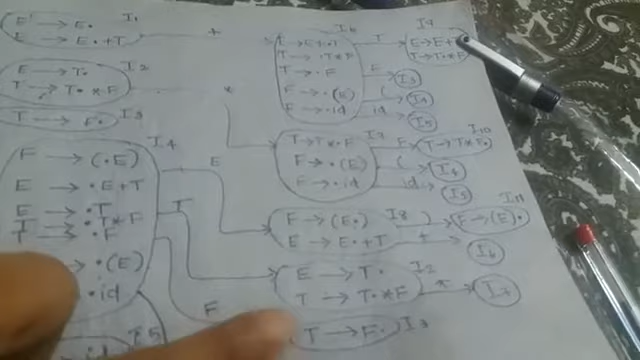 I1
E' → E•
E → E•+T
+
I2
E → T•
T → T•*F
*
T → F• I3
I4
F → (•E)
E → •E+T
E → •T
T → •T*F
T → •F
→ •(E)
→ •id
E
T
F
I5
I6
E → E+•T
T → •T*F
T → •F
F → •(E)
F → •id
T
F
(
id
I9
E → E+T
T → T•*F
I3
I4
I5
I7
T → T*•F
F → •(E)
F → •id
F
(
id
I10
T → T*F•
I4
I5
F → (E•) I8
E → E•+T
)
+
I11
F → (E)•
I6
E → T• I2
T → T•*F
*
I7
T → F• I3